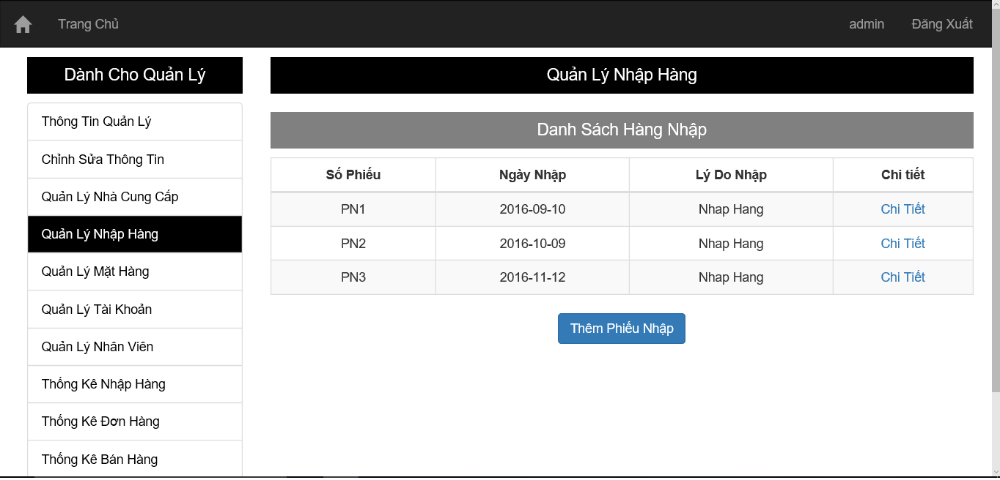 Trang Chủ admin Đăng Xuất
Dành Cho Quản Lý
Thông Tin Quản Lý
Chỉnh Sửa Thông Tin
Quản Lý Nhà Cung Cấp
Quản Lý Nhập Hàng
Quản Lý Mặt Hàng
Quản Lý Tài Khoản
Quản Lý Nhân Viên
Thống Kê Nhập Hàng
Thống Kê Đơn Hàng
Thống Kê Bán Hàng
Quản Lý Nhập Hàng
Danh Sách Hàng Nhập
Số Phiếu Ngày Nhập Lý Do Nhập Chi tiết
PN1 2016-09-10 Nhap Hang Chi Tiết
PN2 2016-10-09 Nhap Hang Chi Tiết
PN3 2016-11-12 Nhap Hang Chi Tiết
Thêm Phiếu Nhập